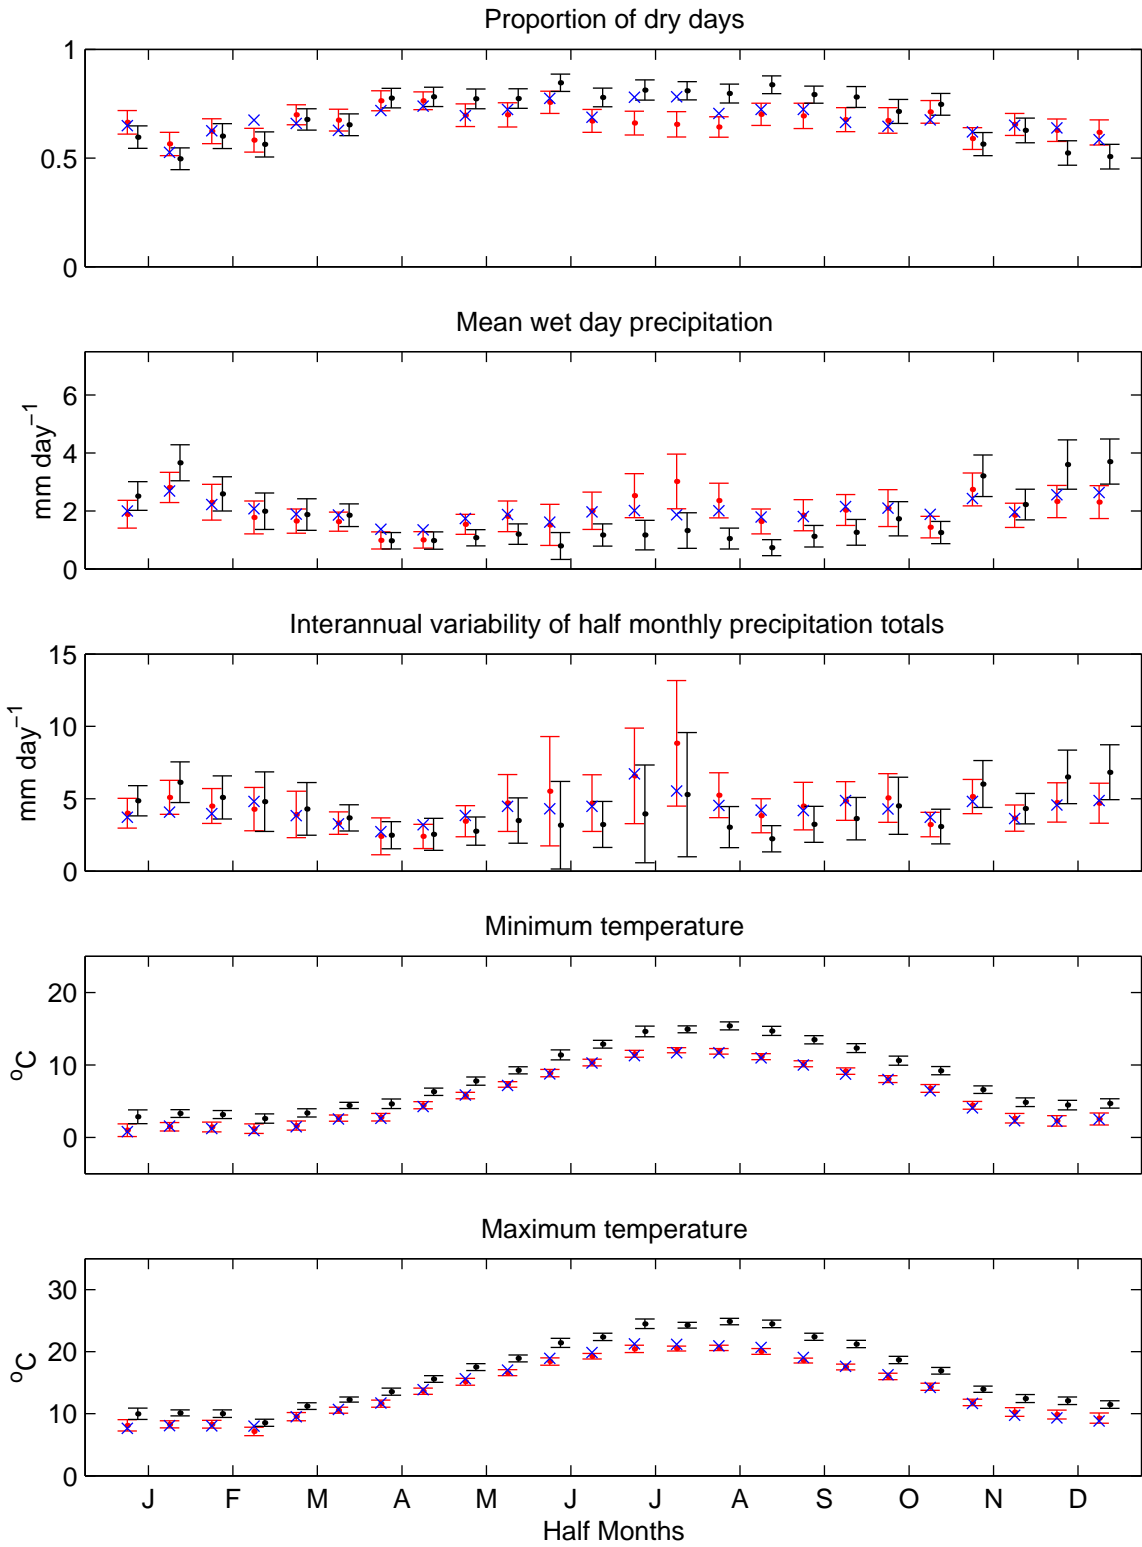 Proportion of dry days
1
0.5
0
Mean wet day precipitation
6
4
2
0
mm day⁻¹
Interannual variability of half monthly precipitation totals
15
10
5
0
mm day⁻¹
Minimum temperature
20
10
0
°C
Maximum temperature
30
20
10
0
°C
J F M A M J J A S O N D
Half Months